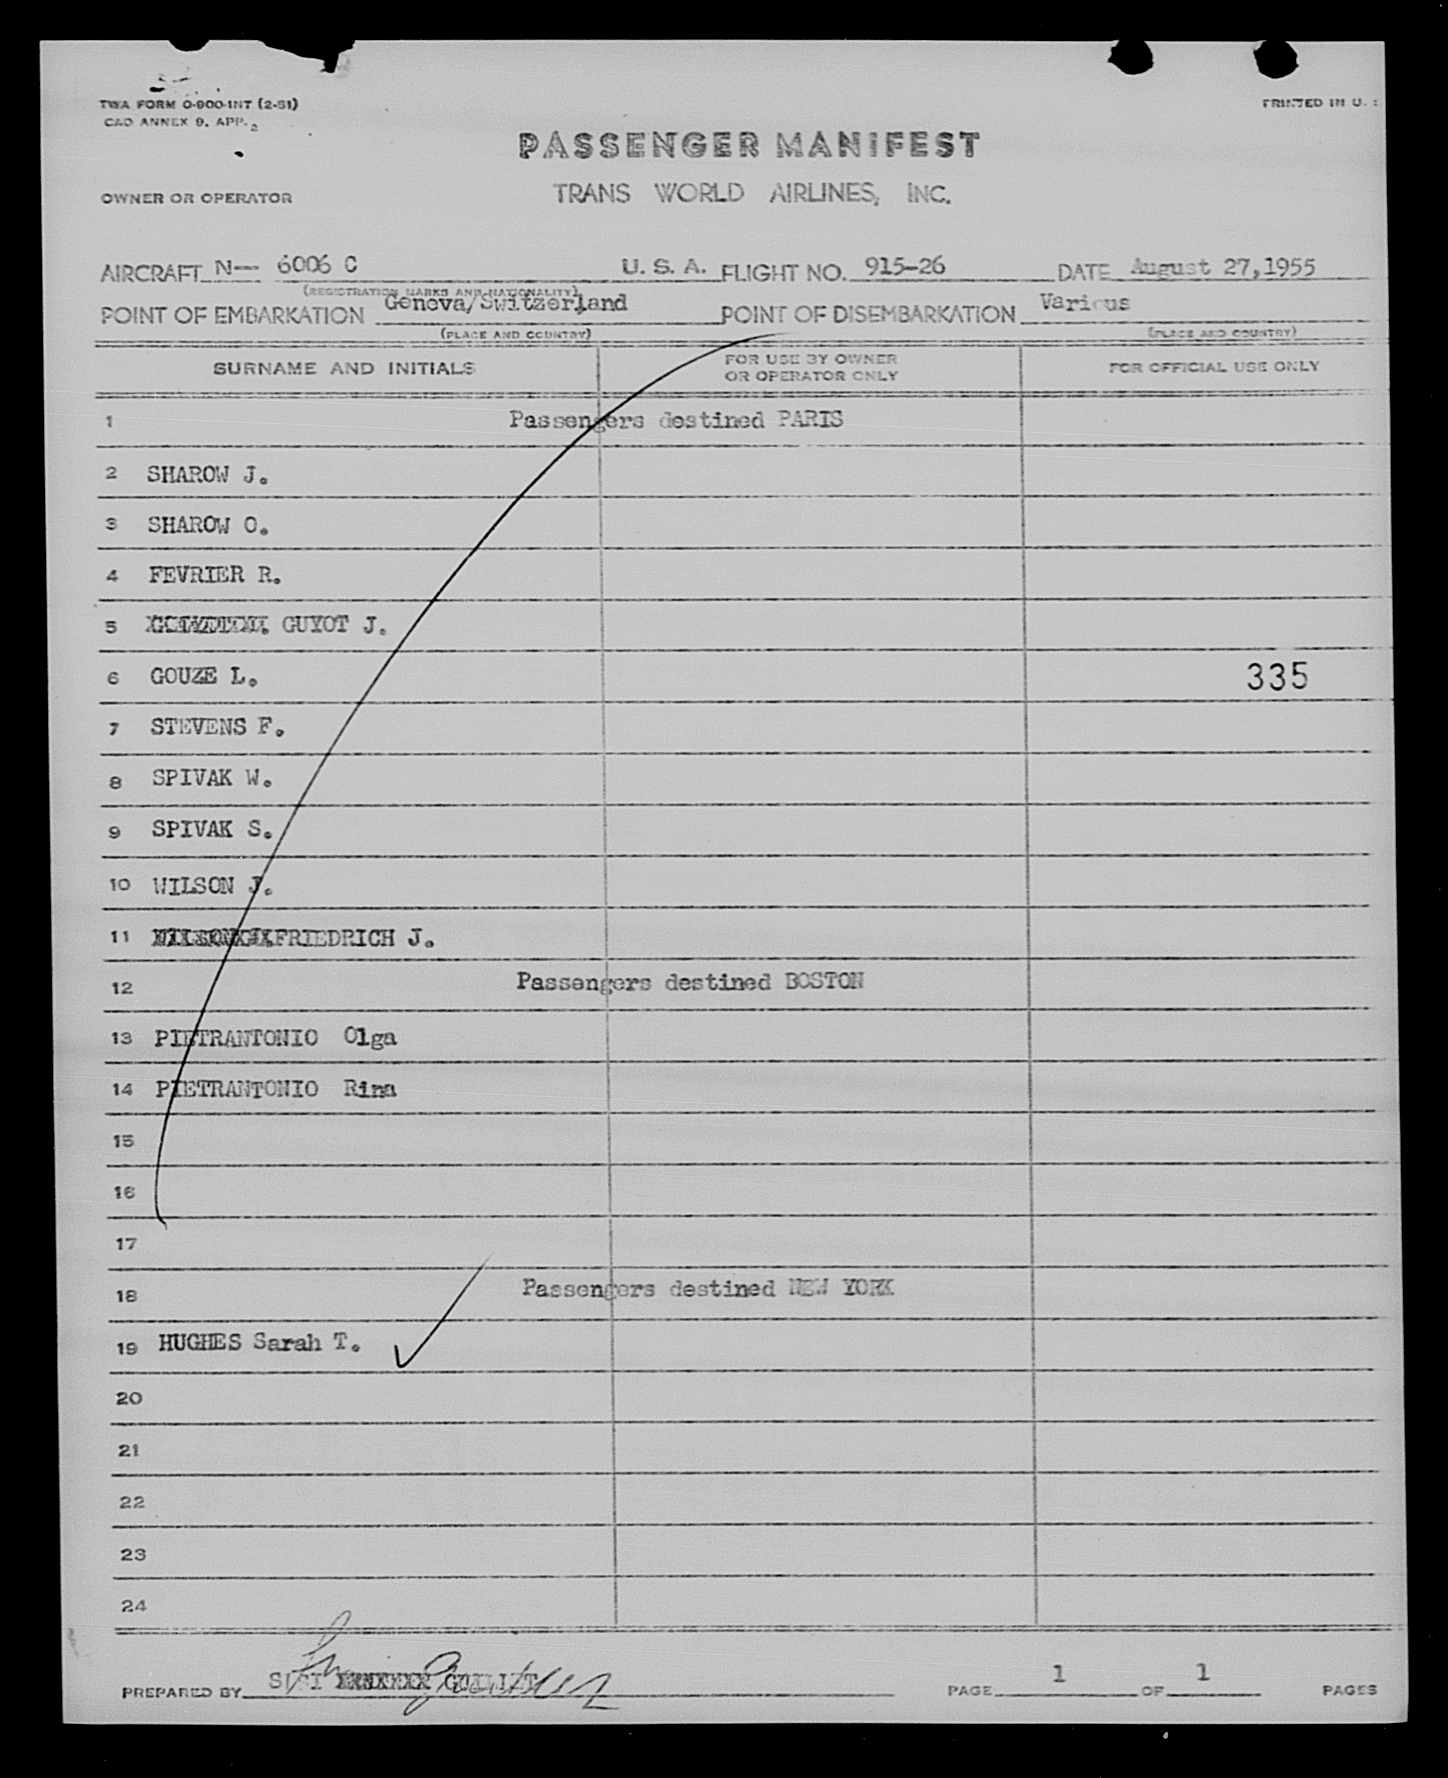 TWA FORM O-900-INT (2-51)
PRINTED IN U.
CAO ANNEX 9, APP. 2
PASSENGER MANIFEST
OWNER OR OPERATOR
TRANS WORLD AIRLINES, INC.
AIRCRAFT N-- 6006 C U. S. A. FLIGHT NO. 915-26 DATE August 27,1955
(REGISTRATION MARKS AND NATIONALITY)
POINT OF EMBARKATION Geneva/Switzerland POINT OF DISEMBARKATION Various
(PLACE AND COUNTRY) (PLACE AND COUNTRY)
SURNAME AND INITIALS FOR USE BY OWNER OR OPERATOR ONLY FOR OFFICIAL USE ONLY
1 Passengers destined PARIS
2 SHAROW J.
3 SHAROW O.
4 FEVRIER R.
5 GUYOT J.
6 GOUZE L. 335
7 STEVENS F.
8 SPIVAK W.
9 SPIVAK S.
10 WILSON J.
11 FRIEDRICH J.
12 Passengers destined BOSTON
13 PIETRANTONIO Olga
14 PIETRANTONIO Rina
15
16
17
18 Passengers destined NEW YORK
19 HUGHES Sarah T.
20
21
22
23
24
PREPARED BY PAGE 1 OF 1 PAGES